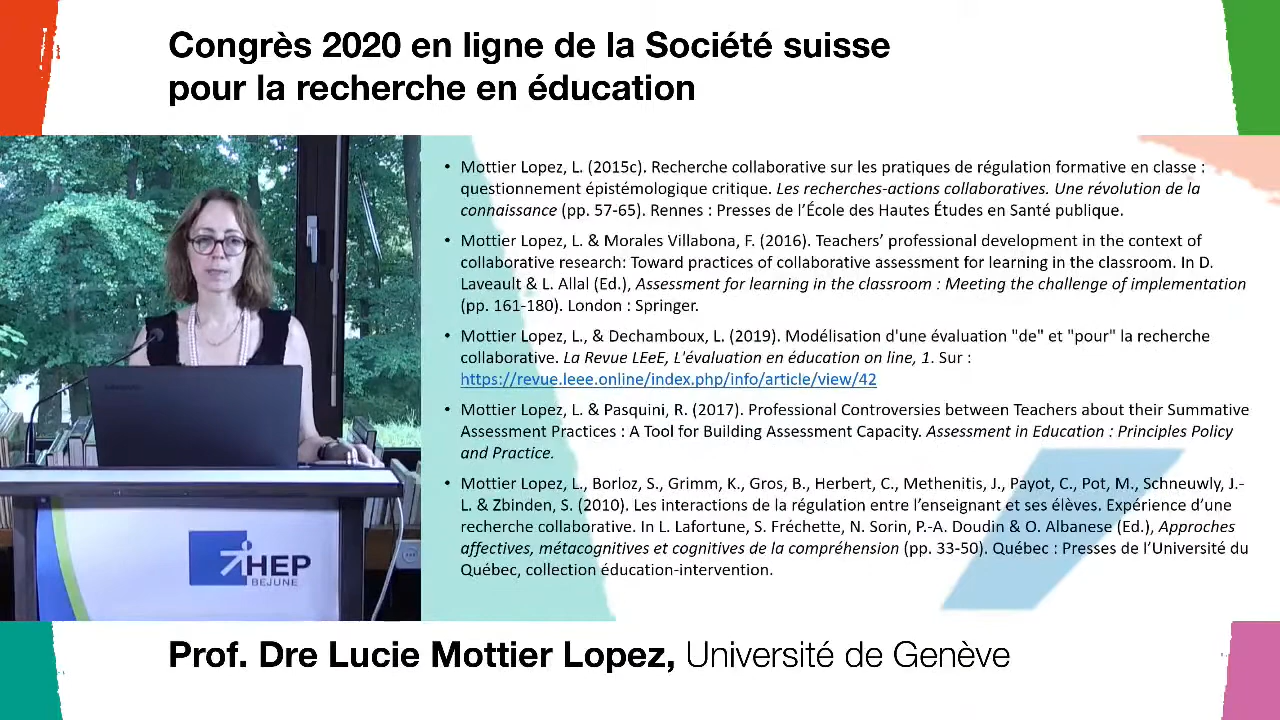 Congrès 2020 en ligne de la Société suisse
pour la recherche en éducation
• Mottier Lopez, L. (2015c). Recherche collaborative sur les pratiques de régulation formative en classe :
questionnement épistémologique critique. Les recherches-actions collaboratives. Une révolution de la
connaissance (pp. 57-65). Rennes : Presses de l’École des Hautes Études en Santé publique.
• Mottier Lopez, L. & Morales Villabona, F. (2016). Teachers’ professional development in the context of
collaborative research: Toward practices of collaborative assessment for learning in the classroom. In D.
Laveault & L. Allal (Ed.), Assessment for learning in the classroom : Meeting the challenge of implementation
(pp. 161-180). London : Springer.
• Mottier Lopez, L., & Dechamboux, L. (2019). Modélisation d'une évaluation "de" et "pour" la recherche
collaborative. La Revue LEeE, L'évaluation en éducation on line, 1. Sur :
https://revue.leee.online/index.php/info/article/view/42
• Mottier Lopez, L. & Pasquini, R. (2017). Professional Controversies between Teachers about their Summative
Assessment Practices : A Tool for Building Assessment Capacity. Assessment in Education : Principles Policy
and Practice.
• Mottier Lopez, L., Borloz, S., Grimm, K., Gros, B., Herbert, C., Methenitis, J., Payot, C., Pot, M., Schneuwly, J.-
L. & Zbinden, S. (2010). Les interactions de la régulation entre l’enseignant et ses élèves. Expérience d’une
recherche collaborative. In L. Lafortune, S. Fréchette, N. Sorin, P.-A. Doudin & O. Albanese (Ed.), Approches
affectives, métacognitives et cognitives de la compréhension (pp. 33-50). Québec : Presses de l’Université du
Québec, collection éducation-intervention.
HEP
BEJUNE
Prof. Dre Lucie Mottier Lopez, Université de Genève